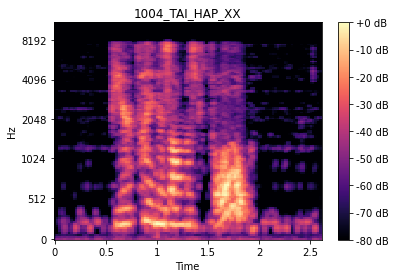 1004_TAI_HAP_XX
+0 dB
8192
-10 dB
4096
-20 dB
-30 dB
2048
Hz
-40 dB
1024
-50 dB
512
-60 dB
-70 dB
0
-80 dB
0 0.5 1 1.5 2 2.5
Time